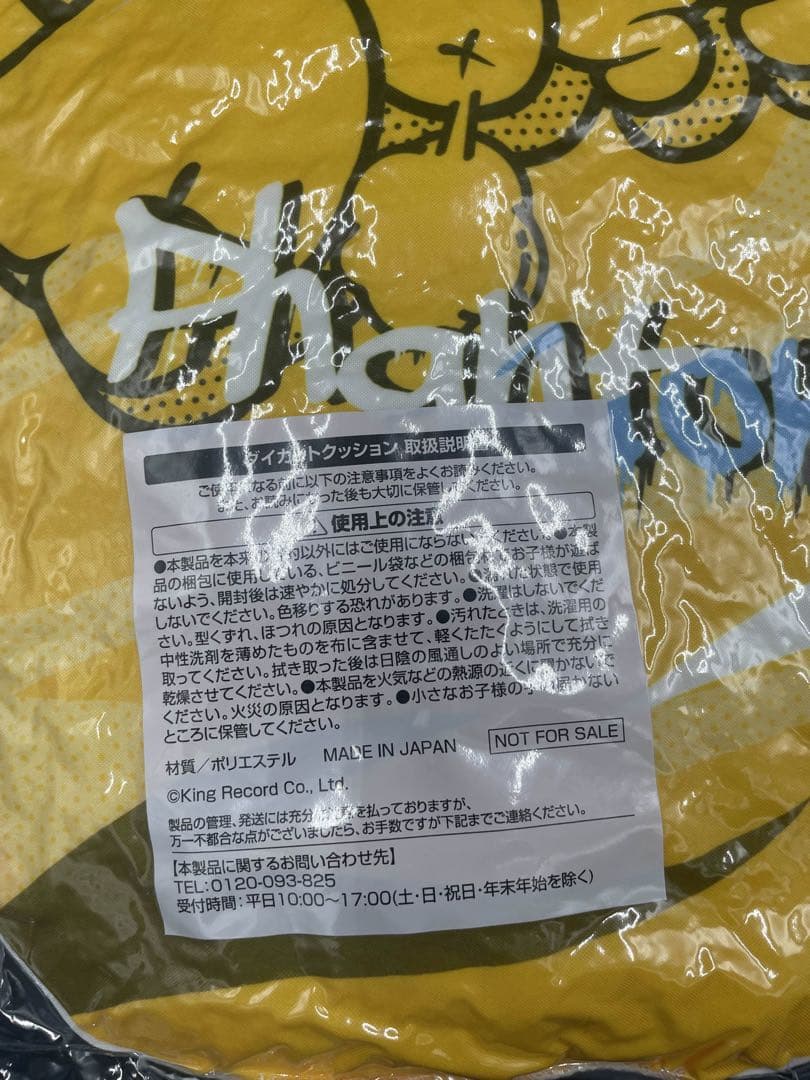 Phantom
ダイカットクッション 取扱説明
ご使用になる前に以下の注意事項をよくお読みください。
また、お読みになった後も大切に保管してください。
使用上の注意
●本製品を本来の目的以外にはご使用にならないでください。●本製
品の梱包に使用している、ビニール袋などの梱包材はお子様が遊ば
ないよう、開封後は速やかに処分してください。●濡れた状態で使用
しないでください。色移りする恐れがあります。●洗濯はしないでくだ
さい。型くずれ、ほつれの原因となります。●汚れたときは、洗濯用の
中性洗剤を薄めたものを布に含ませて、軽くたたくようにして拭き
取ってください。拭き取った後は日陰の風通しのよい場所で充分に
乾燥させてください。●本製品を火気などの熱源の近くに置かないで
ください。火災の原因となります。●小さなお子様の手の届かない
ところに保管してください。
材質／ポリエステル MADE IN JAPAN NOT FOR SALE
©King Record Co., Ltd.
製品の管理、発送には充分注意を払っておりますが、
万一不都合な点がございましたら、お手数ですが下記までご連絡ください。
【本製品に関するお問い合わせ先】
TEL：0120-093-825
受付時間：平日10:00～17:00(土・日・祝日・年末年始を除く)